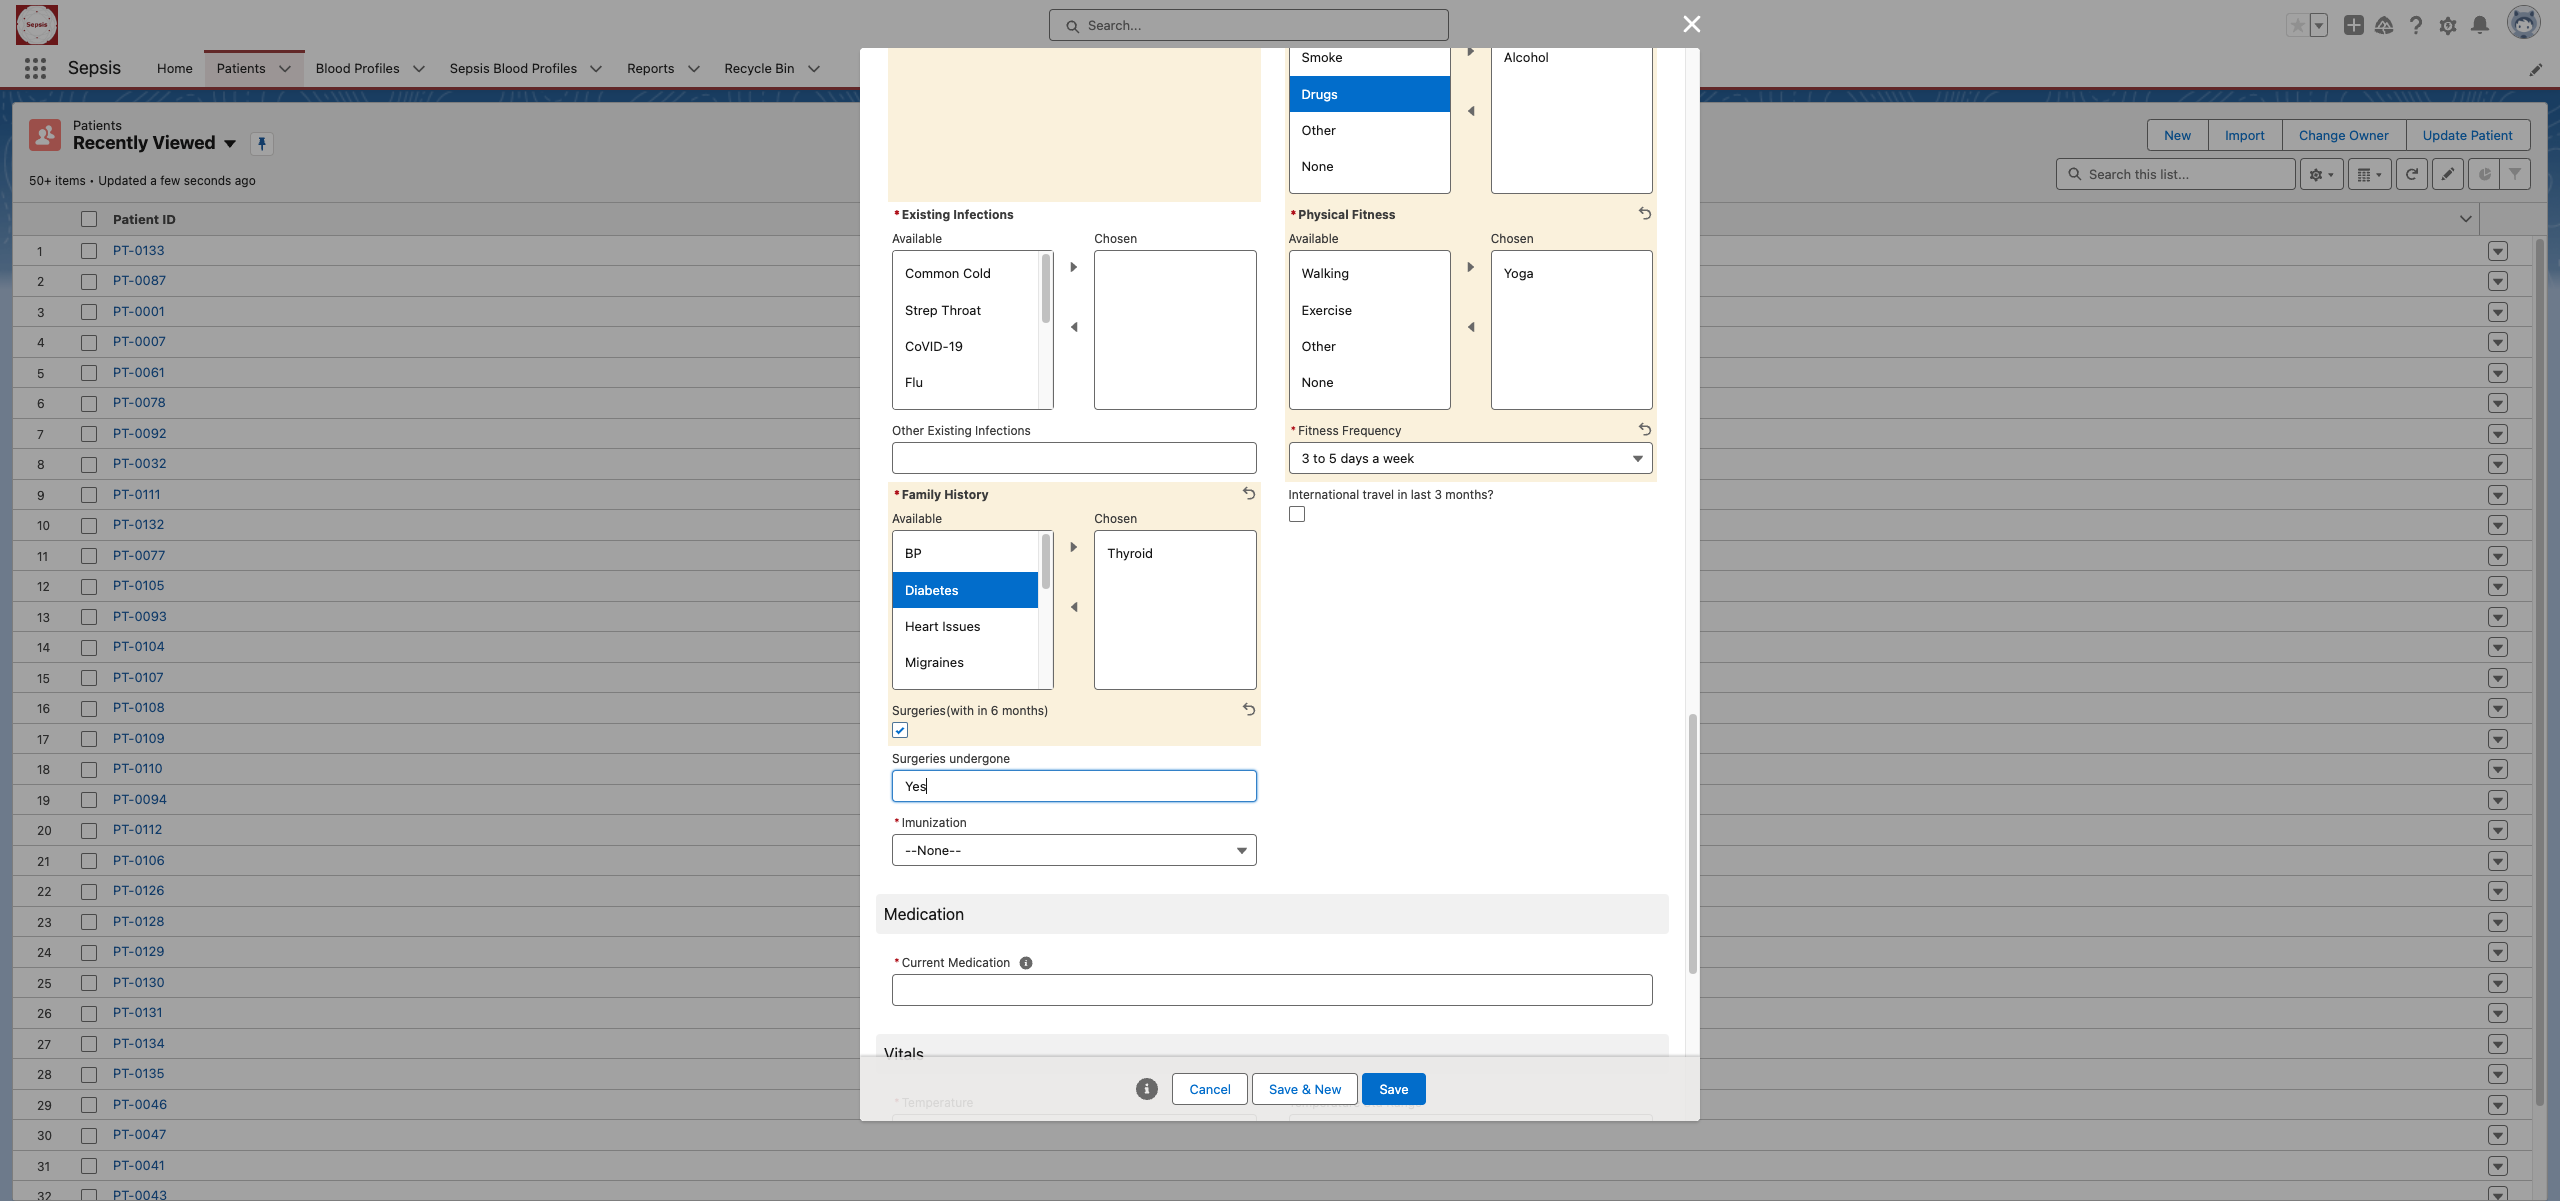 Sepsis
Search...
Sepsis
Home
Patients
Blood Profiles
Sepsis Blood Profiles
Reports
Recycle Bin
Patients
Recently Viewed
50+ items • Updated a few seconds ago
New
Import
Change Owner
Update Patient
Search this list...
Patient ID
1 PT-0133
2 PT-0087
3 PT-0001
4 PT-0007
5 PT-0061
6 PT-0078
7 PT-0092
8 PT-0032
9 PT-0111
10 PT-0132
11 PT-0077
12 PT-0105
13 PT-0093
14 PT-0104
15 PT-0107
16 PT-0108
17 PT-0109
18 PT-0110
19 PT-0094
20 PT-0112
21 PT-0106
22 PT-0126
23 PT-0128
24 PT-0129
25 PT-0130
26 PT-0131
27 PT-0134
28 PT-0135
29 PT-0046
30 PT-0047
31 PT-0041
32 PT-0043
Smoke
Drugs
Other
None
Alcohol
*Existing Infections
Available
Chosen
Common Cold
Strep Throat
CoVID-19
Flu
*Physical Fitness
Available
Chosen
Walking
Exercise
Other
None
Yoga
Other Existing Infections
*Fitness Frequency
3 to 5 days a week
*Family History
Available
Chosen
BP
Diabetes
Heart Issues
Migraines
Thyroid
International travel in last 3 months?
Surgeries(with in 6 months)
Surgeries undergone
Yes
*Imunization
--None--
Medication
*Current Medication
Vitals
*Temperature
Cancel
Save & New
Save